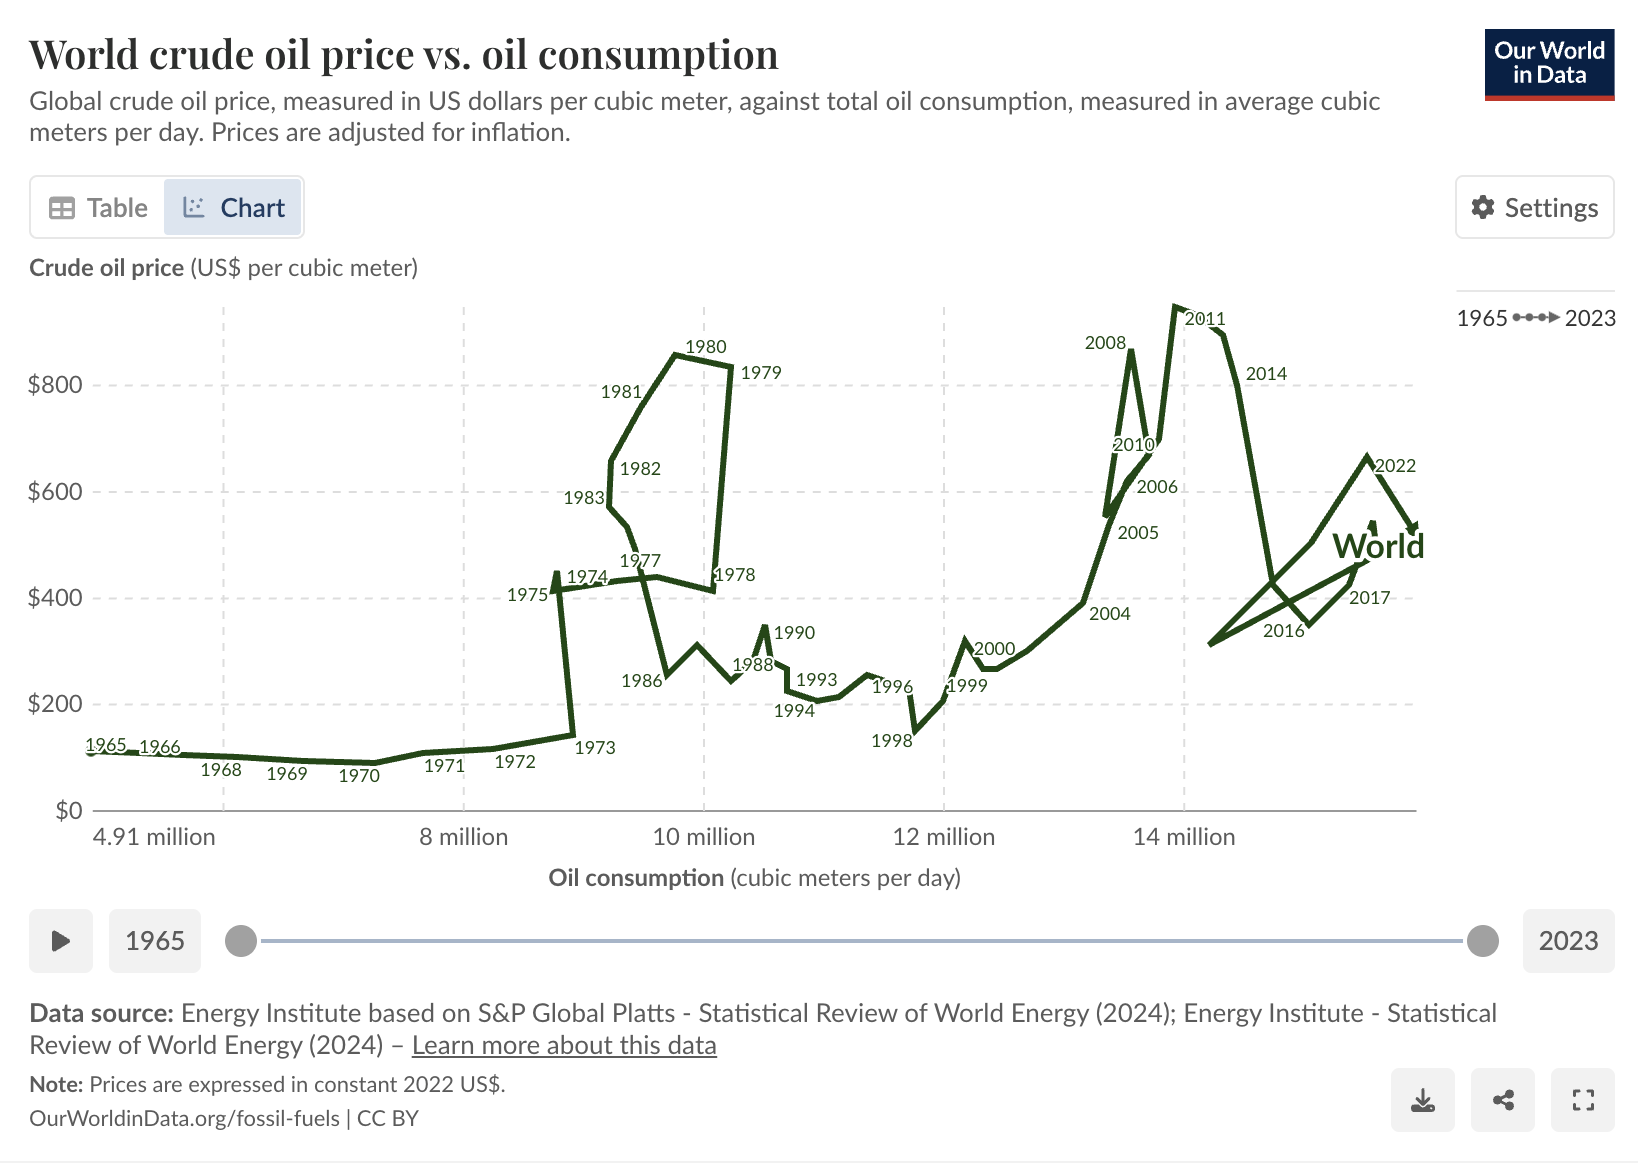 World crude oil price vs. oil consumption
Our World
in Data
Global crude oil price, measured in US dollars per cubic meter, against total oil consumption, measured in average cubic
meters per day. Prices are adjusted for inflation.
Table
Chart
Settings
Crude oil price (US$ per cubic meter)
1965
2023
$800
$600
$400
$200
$0
1965
1966
1968
1969
1970
1971
1972
1973
1974
1975
1977
1978
1979
1980
1981
1982
1983
1986
1988
1990
1993
1994
1996
1998
1999
2000
2004
2005
2006
2008
2010
2011
2014
2016
2017
2022
World
4.91 million
8 million
10 million
12 million
14 million
Oil consumption (cubic meters per day)
1965
2023
Data source: Energy Institute based on S&P Global Platts - Statistical Review of World Energy (2024); Energy Institute - Statistical
Review of World Energy (2024) – Learn more about this data
Note: Prices are expressed in constant 2022 US$.
OurWorldinData.org/fossil-fuels | CC BY